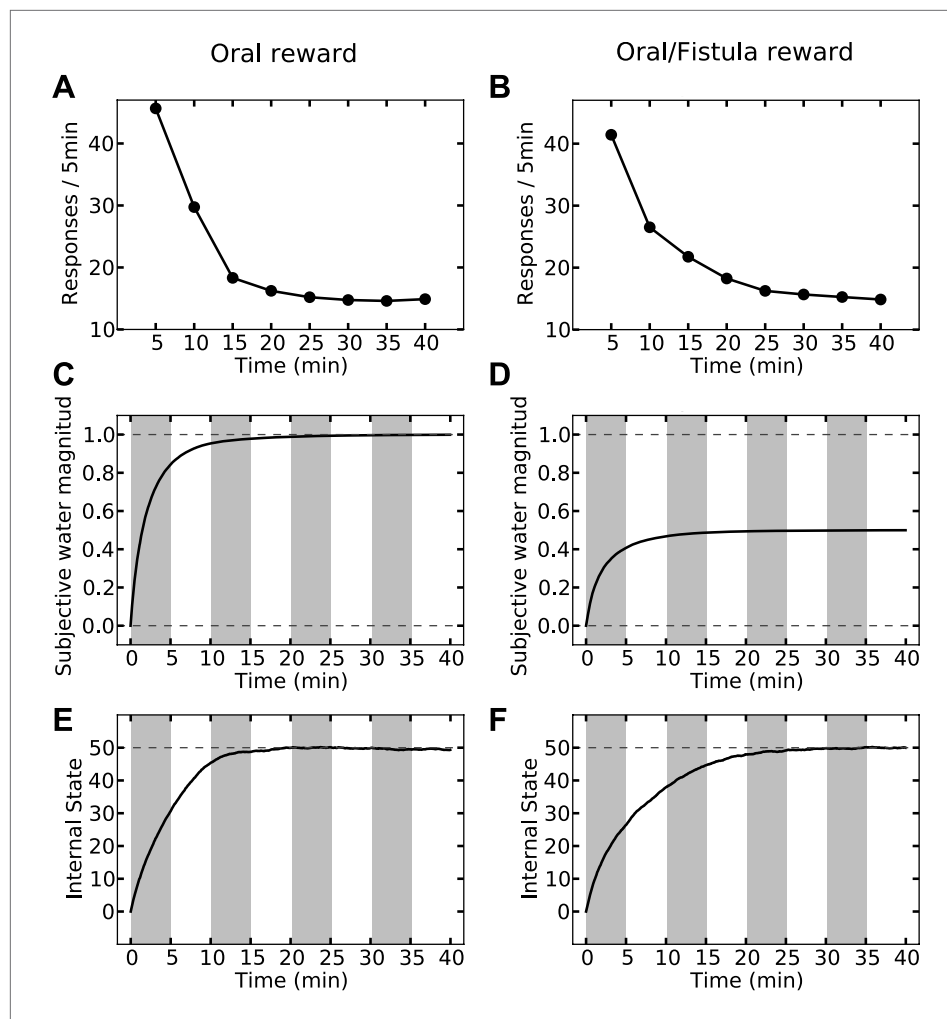 Oral reward
Oral/Fistula reward
A
Responses / 5min
40
30
20
10
5 10 15 20 25 30 35 40
Time (min)
B
Responses / 5min
40
30
20
10
5 10 15 20 25 30 35 40
Time (min)
C
Subjective water magnitud
1.0
0.8
0.6
0.4
0.2
0.0
0 5 10 15 20 25 30 35 40
Time (min)
D
Subjective water magnitud
1.0
0.8
0.6
0.4
0.2
0.0
0 5 10 15 20 25 30 35 40
Time (min)
E
Internal State
50
40
30
20
10
0
0 5 10 15 20 25 30 35 40
Time (min)
F
Internal State
50
40
30
20
10
0
0 5 10 15 20 25 30 35 40
Time (min)